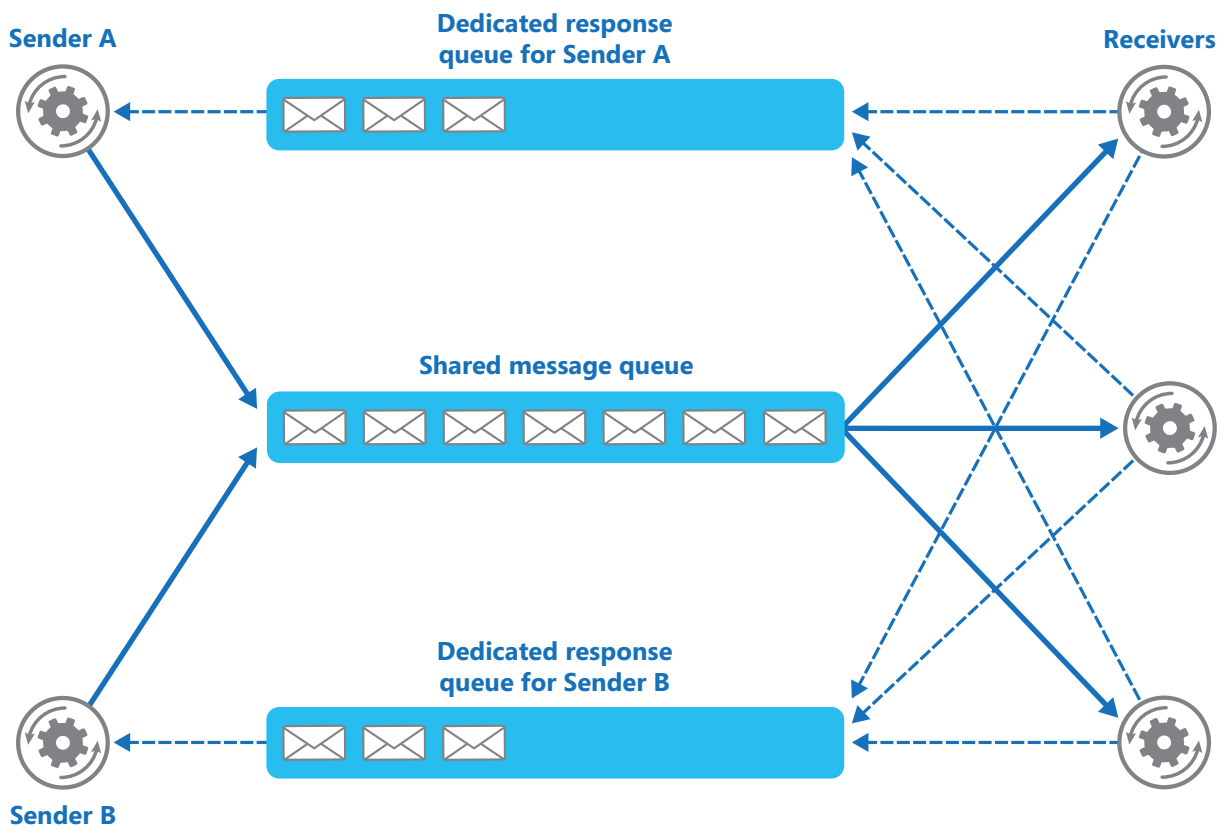 Sender A
Dedicated response
queue for Sender A
Receivers
Shared message queue
Dedicated response
queue for Sender B
Sender B